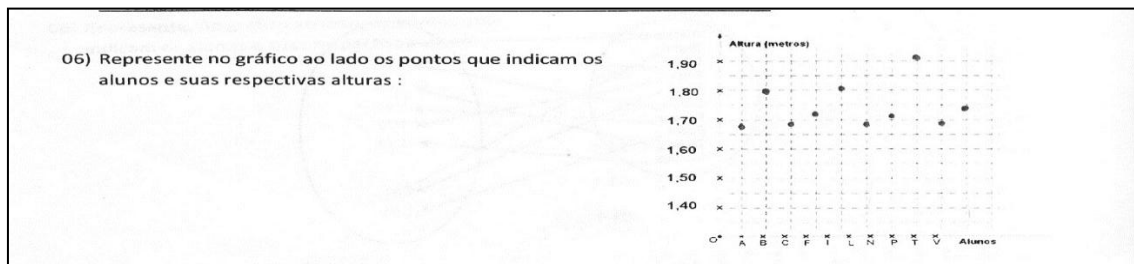 06) Represente no gráfico ao lado os pontos que indicam os
alunos e suas respectivas alturas :
Altura (metros)
1,90
1,80
1,70
1,60
1,50
1,40
O
A B C F I L N P T V Alunos